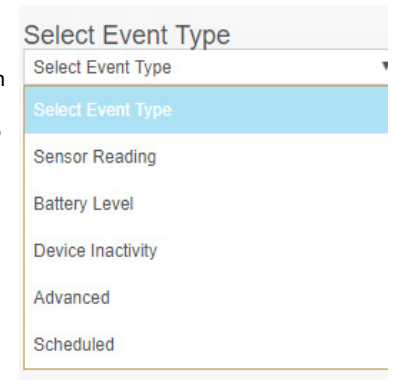 Select Event Type
Select Event Type
Select Event Type
Sensor Reading
Battery Level
Device Inactivity
Advanced
Scheduled